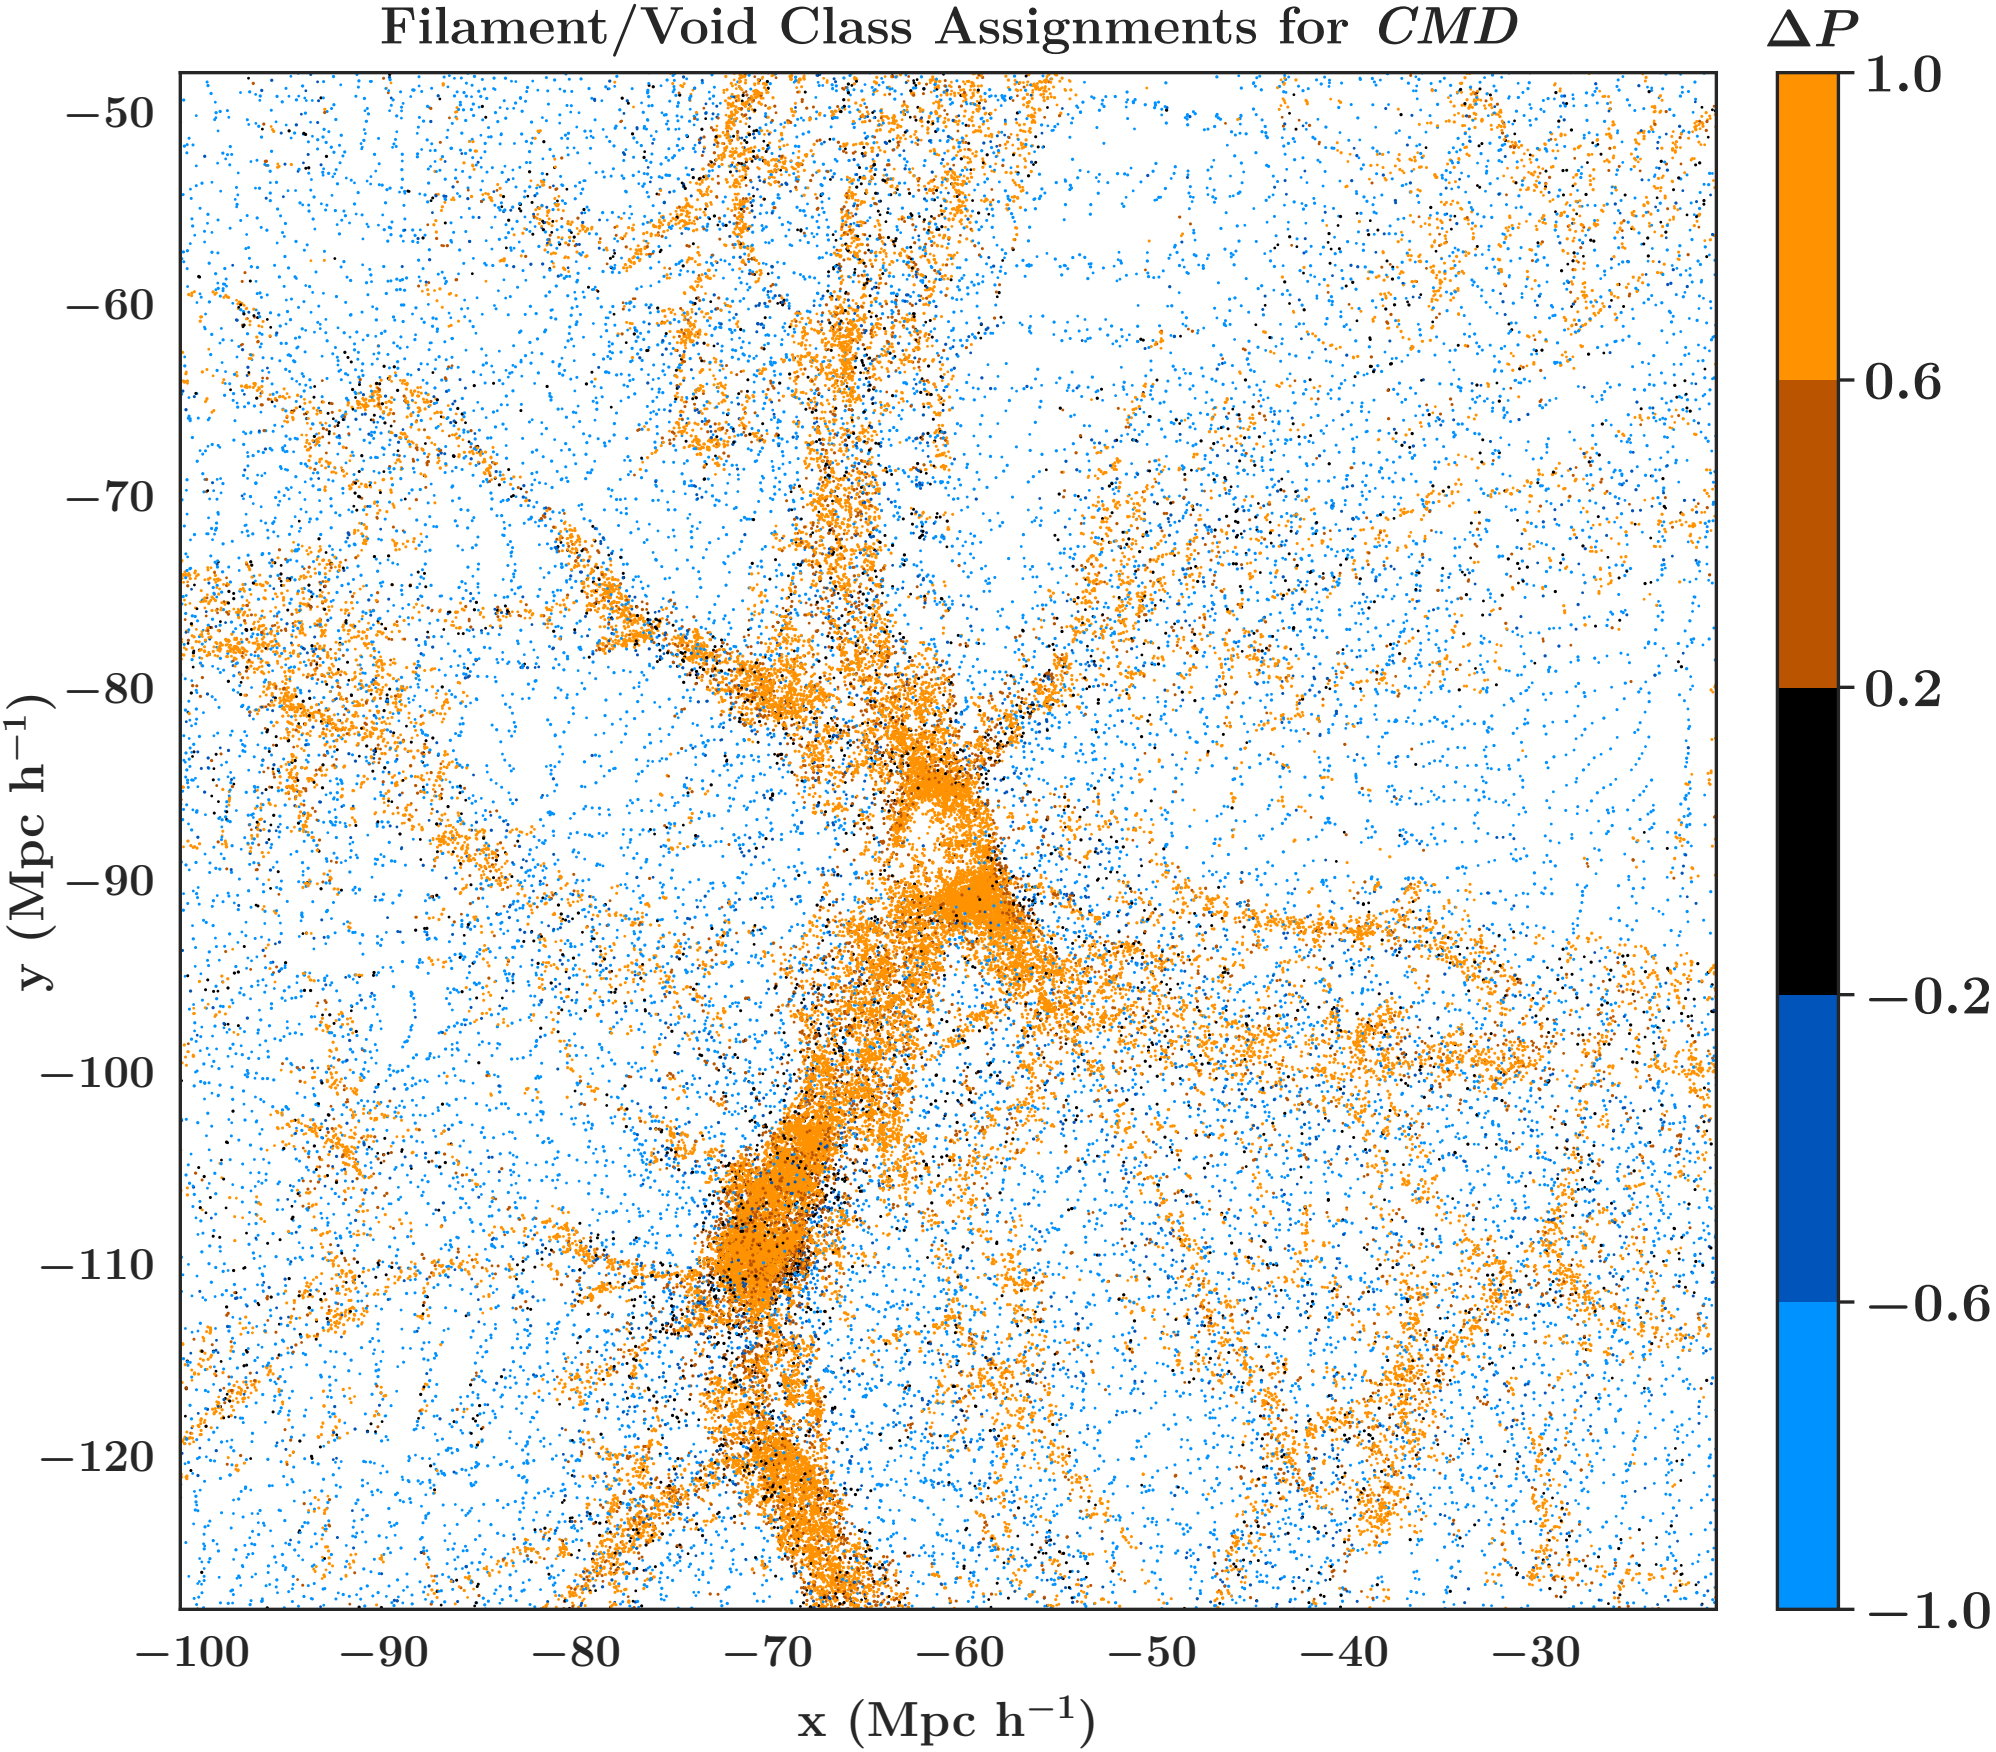 Filament/Void Class Assignments for CMD
ΔP
1.0
0.6
0.2
−0.2
−0.6
−1.0
y (Mpc h⁻¹)
−50
−60
−70
−80
−90
−100
−110
−120
−100 −90 −80 −70 −60 −50 −40 −30
x (Mpc h⁻¹)